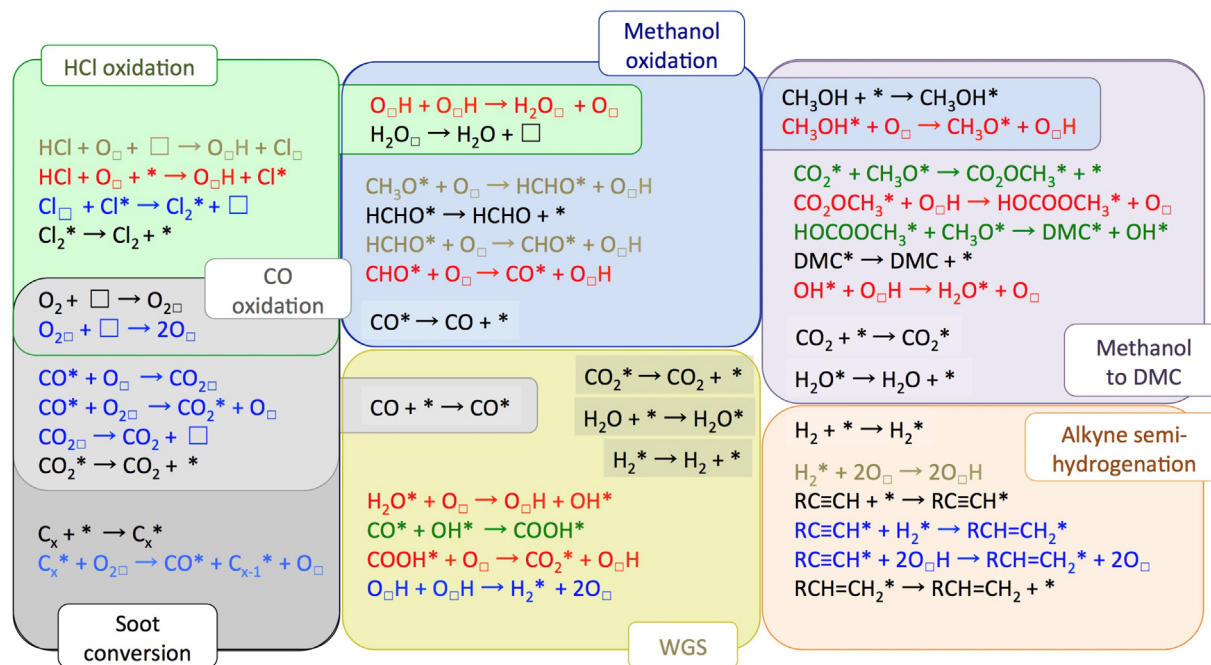 HCl oxidation
HCl + O□ + □ → O□H + Cl□
HCl + O□ + * → O□H + Cl*
Cl□ + Cl* → Cl₂* + □
Cl₂* → Cl₂ + *
CO
oxidation
O₂ + □ → O₂□
O₂□ + □ → 2O□
CO* + O□ → CO₂□
CO* + O₂□ → CO₂* + O□
CO₂□ → CO₂ + □
CO₂* → CO₂ + *
Cₓ + * → Cₓ*
Cₓ* + O₂□ → CO* + Cₓ₋₁* + O□
Soot
conversion
Methanol
oxidation
O□H + O□H → H₂O□ + O□
H₂O□ → H₂O + □
CH₃O* + O□ → HCHO* + O□H
HCHO* → HCHO + *
HCHO* + O□ → CHO* + O□H
CHO* + O□ → CO* + O□H
CO* → CO + *
CO + * → CO*
CO₂* → CO₂ + *
H₂O + * → H₂O*
H₂* → H₂ + *
H₂O* + O□ → O□H + OH*
CO* + OH* → COOH*
COOH* + O□ → CO₂* + O□H
O□H + O□H → H₂* + 2O□
WGS
CH₃OH + * → CH₃OH*
CH₃OH* + O□ → CH₃O* + O□H
CO₂* + CH₃O* → CO₂OCH₃* + *
CO₂OCH₃* + O□H → HOCOOCH₃* + O□
HOCOOCH₃* + CH₃O* → DMC* + OH*
DMC* → DMC + *
OH* + O□H → H₂O* + O□
CO₂ + * → CO₂*
H₂O* → H₂O + *
Methanol
to DMC
H₂ + * → H₂*
Alkyne semi-
hydrogenation
H₂* + 2O□ → 2O□H
RC≡CH + * → RC≡CH*
RC≡CH* + H₂* → RCH=CH₂*
RC≡CH* + 2O□H → RCH=CH₂* + 2O□
RCH=CH₂* → RCH=CH₂ + *